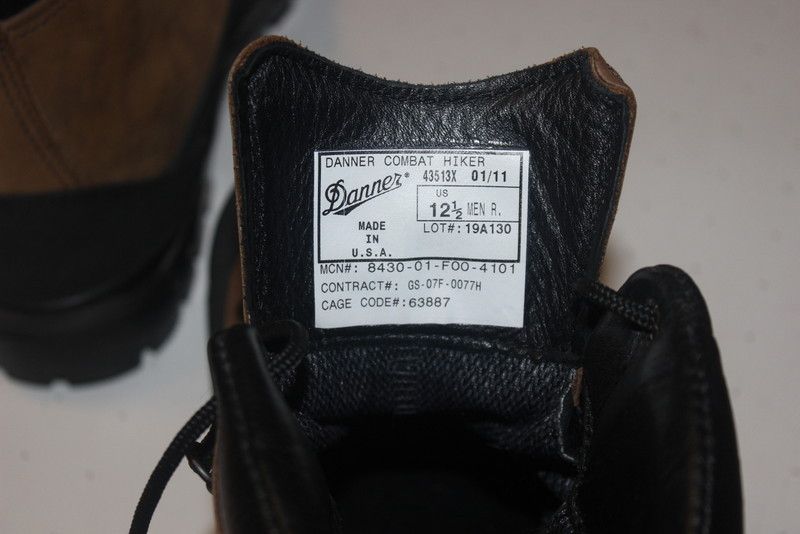 DANNER COMBAT HIKER
Danner® 43513X 01/11
US
12½ MEN R.
MADE LOT#: 19A130
IN
U.S.A.
MCN#: 8430-01-F00-4101
CONTRACT#: GS-07F-0077H
CAGE CODE#: 63887